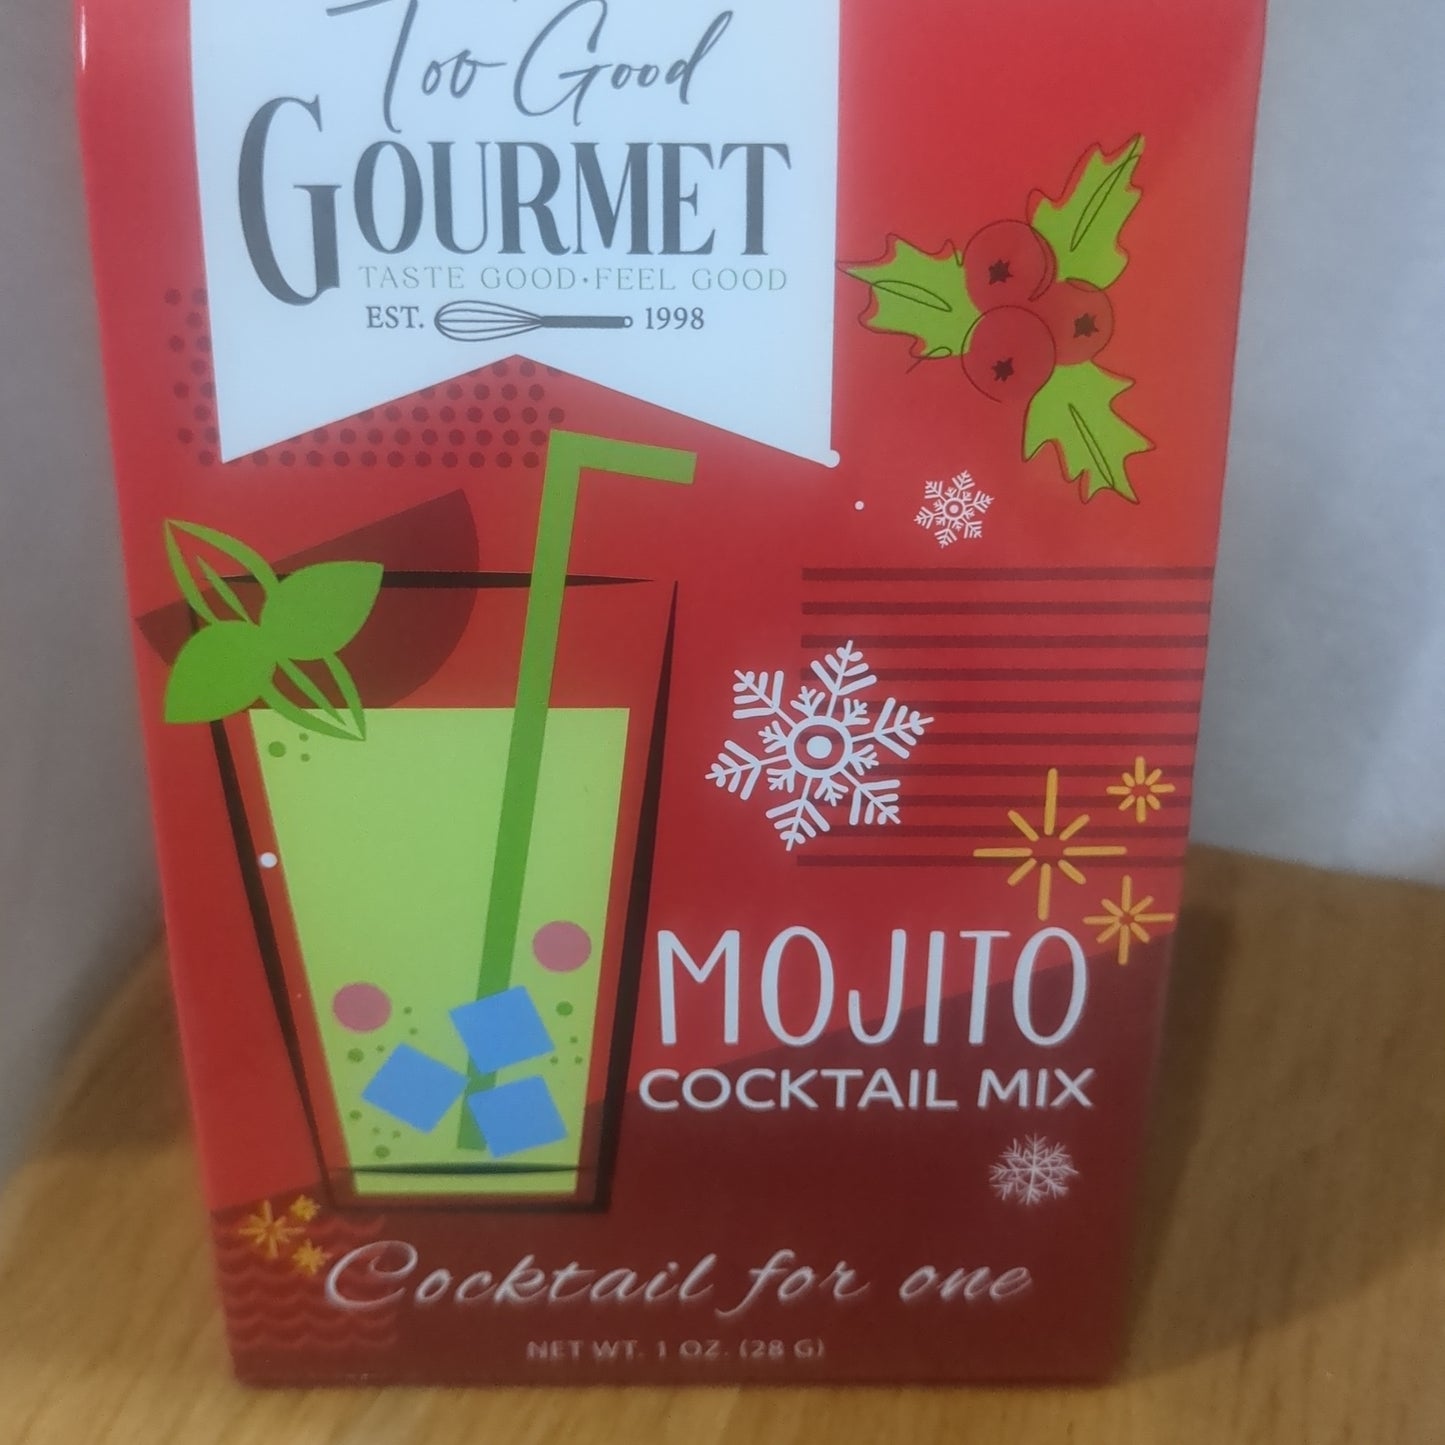 Too Good
GOURMET
TASTE GOOD·FEEL GOOD
EST. 1998
MOJITO
COCKTAIL MIX
Cocktail for one
NET WT. 1 OZ. (28 G)